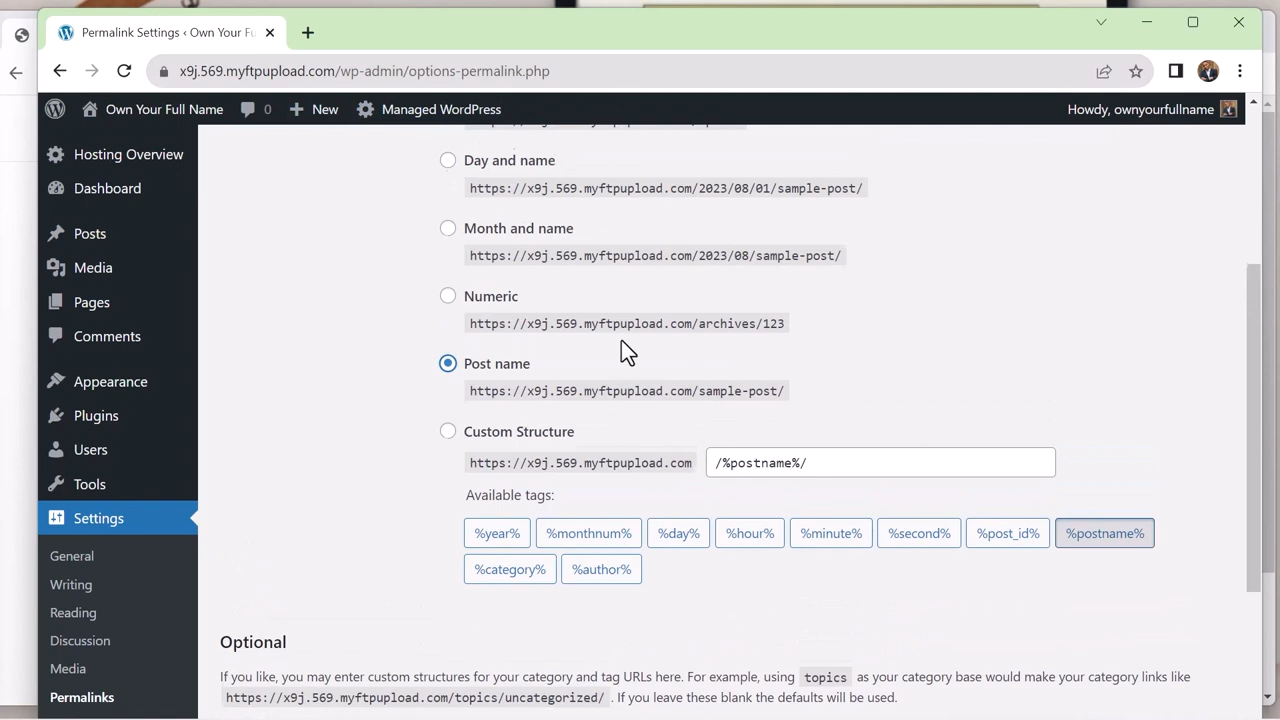 Permalink Settings ‹ Own Your Fu
x9j.569.myftpupload.com/wp-admin/options-permalink.php
Own Your Full Name 0 New Managed WordPress Howdy, ownyourfullname
Hosting Overview
Dashboard
Posts
Media
Pages
Comments
Appearance
Plugins
Users
Tools
Settings
General
Writing
Reading
Discussion
Media
Permalinks
Day and name
https://x9j.569.myftpupload.com/2023/08/01/sample-post/
Month and name
https://x9j.569.myftpupload.com/2023/08/sample-post/
Numeric
https://x9j.569.myftpupload.com/archives/123
Post name
https://x9j.569.myftpupload.com/sample-post/
Custom Structure
https://x9j.569.myftpupload.com /%postname%/
Available tags:
%year% %monthnum% %day% %hour% %minute% %second% %post_id% %postname%
%category% %author%
Optional
If you like, you may enter custom structures for your category and tag URLs here. For example, using topics as your category base would make your category links like
https://x9j.569.myftpupload.com/topics/uncategorized/ . If you leave these blank the defaults will be used.